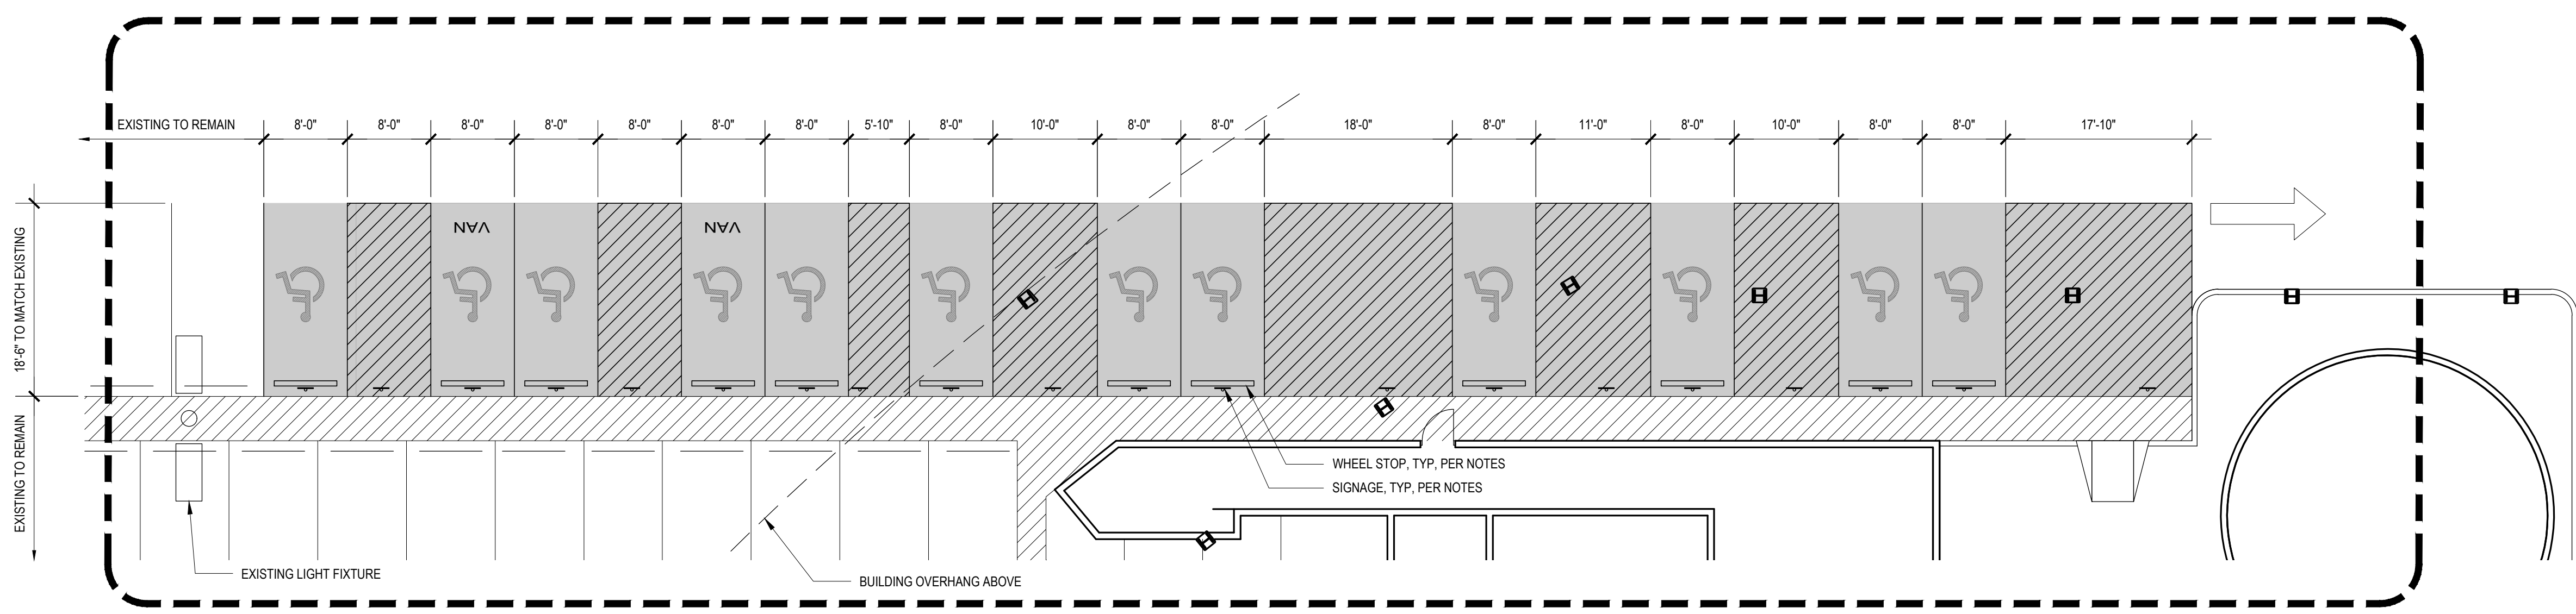 EXISTING TO REMAIN 8'-0" 8'-0" 8'-0" 8'-0" 8'-0" 8'-0" 8'-0" 5'-10" 8'-0" 10'-0" 8'-0" 8'-0" 18'-0" 8'-0" 11'-0" 8'-0" 10'-0" 8'-0" 8'-0" 17'-10"
VAN VAN
18'-6" TO MATCH EXISTING
EXISTING TO REMAIN
WHEEL STOP, TYP, PER NOTES
SIGNAGE, TYP, PER NOTES
EXISTING LIGHT FIXTURE
BUILDING OVERHANG ABOVE